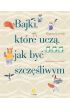 Bajki,
które uczą,
jak być
szczęśliwym